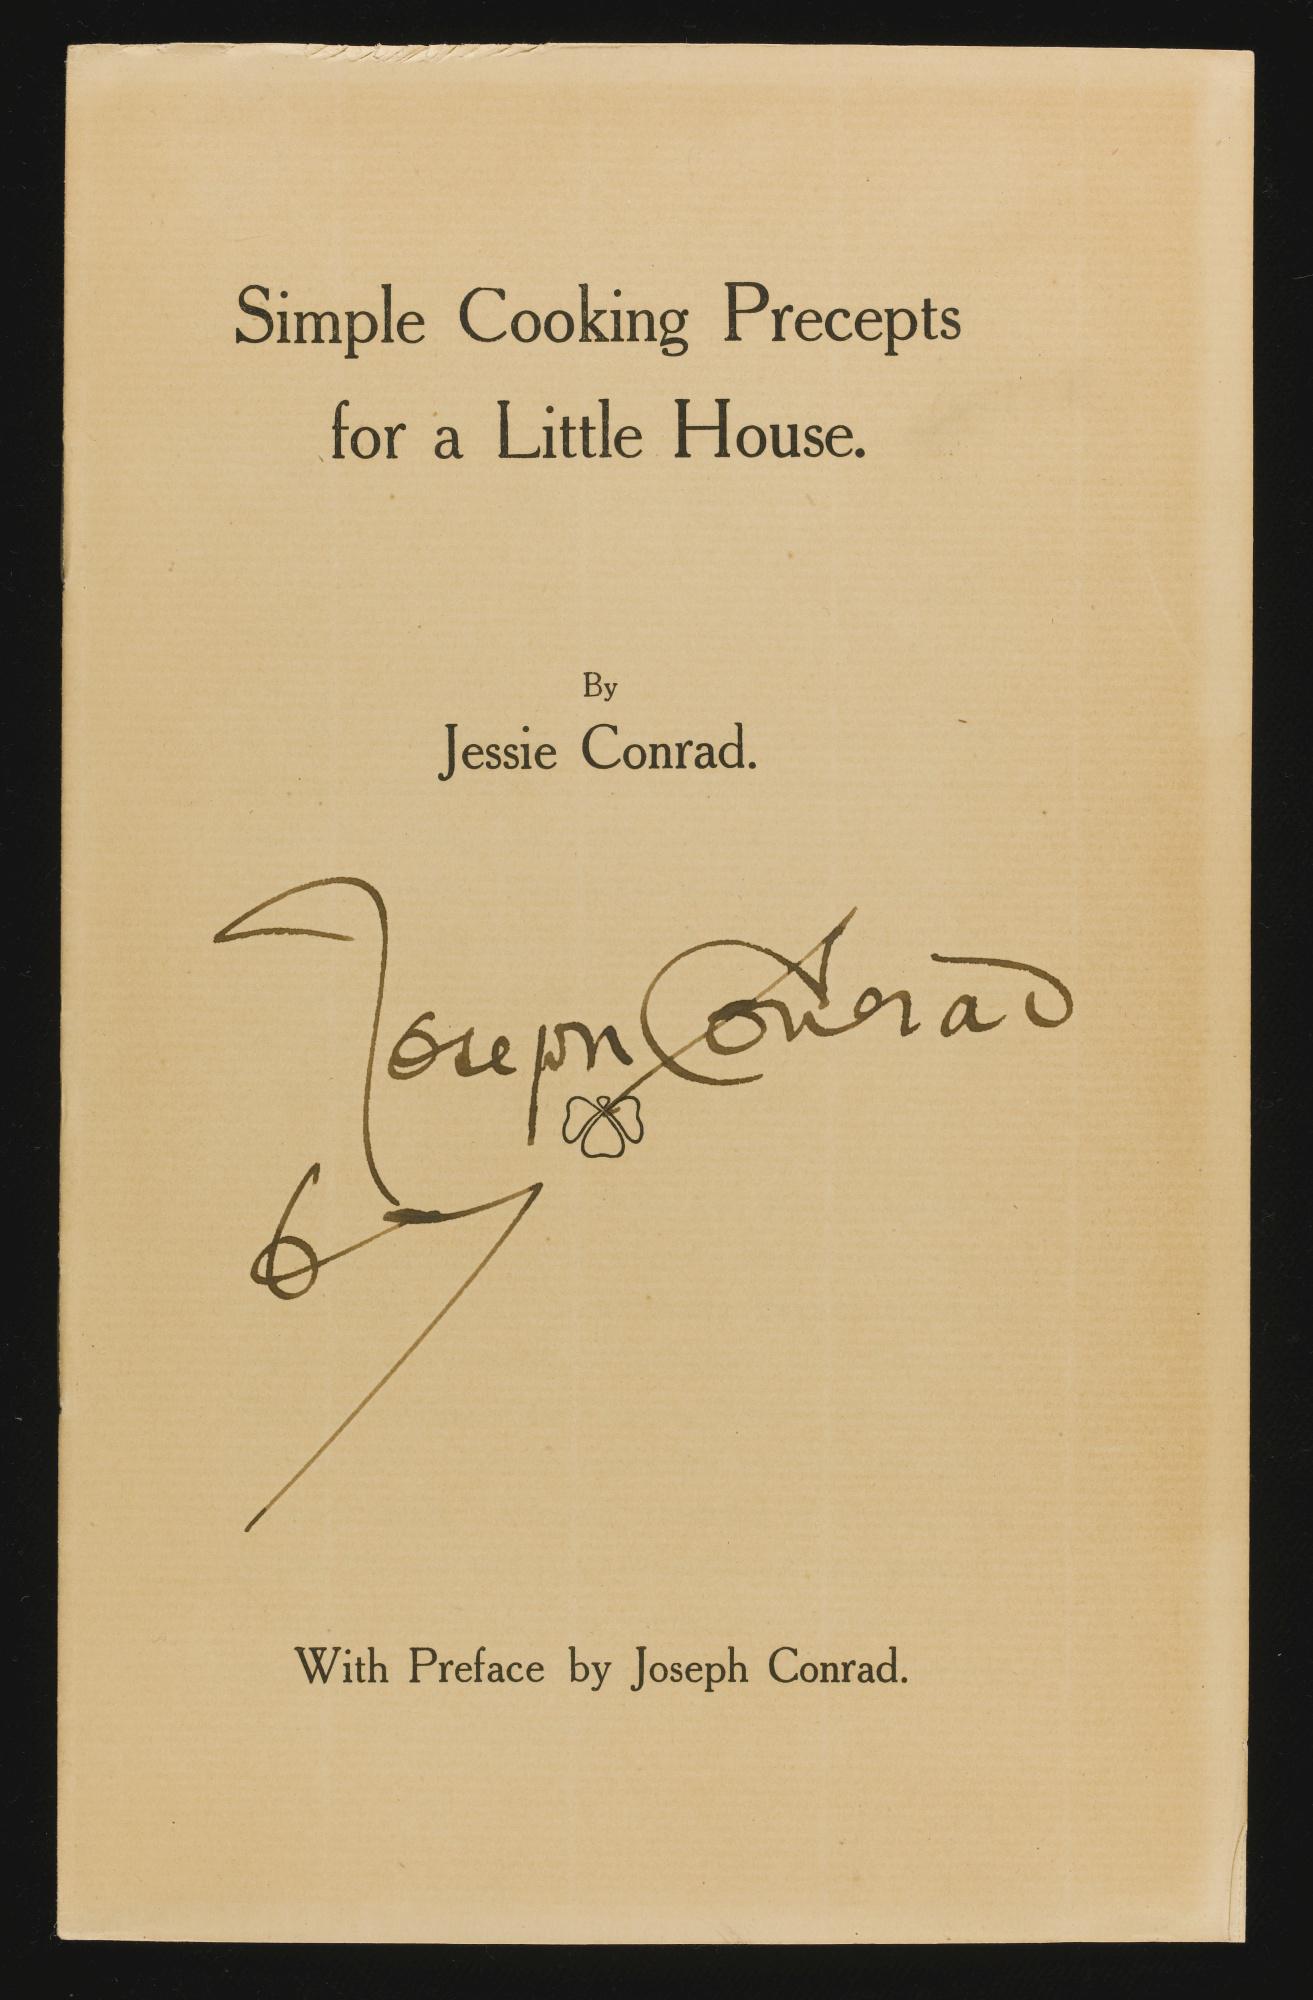 Simple Cooking Precepts
for a Little House.
By
Jessie Conrad.
Joseph Conrad
With Preface by Joseph Conrad.